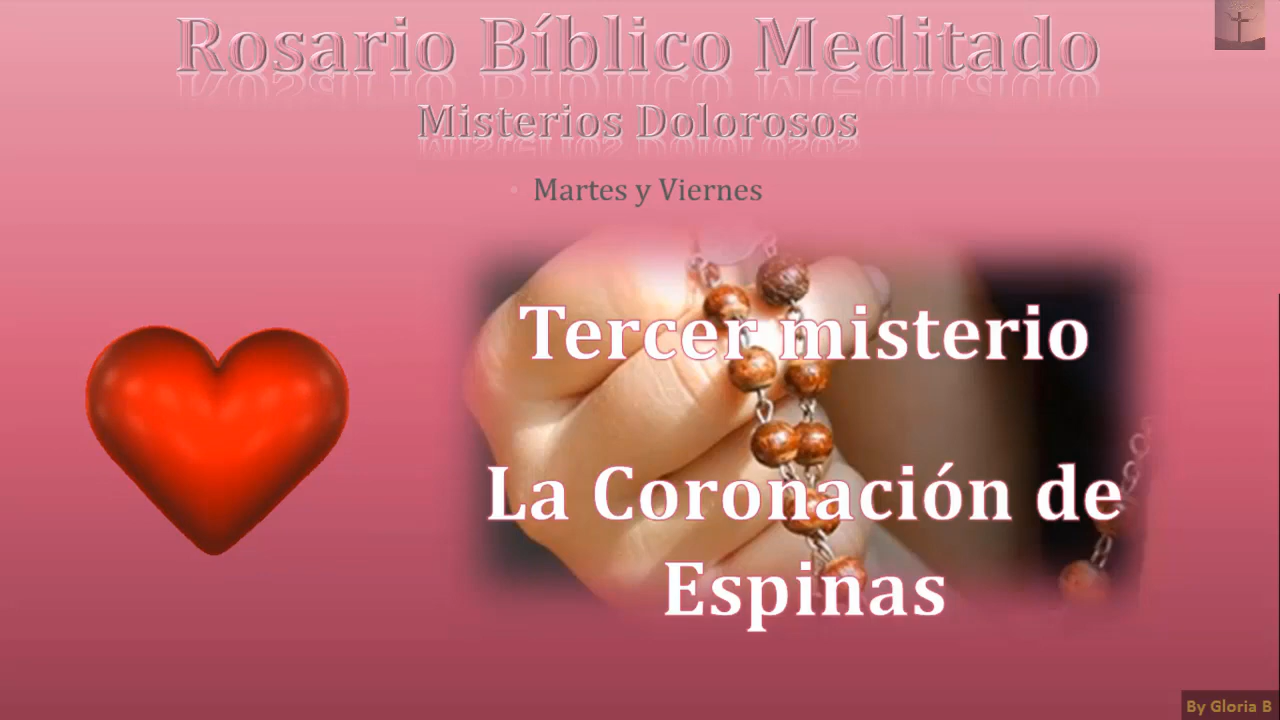 Rosario Bíblico Meditado
Misterios Dolorosos
• Martes y Viernes
Tercer misterio
La Coronación de
Espinas
By Gloria B